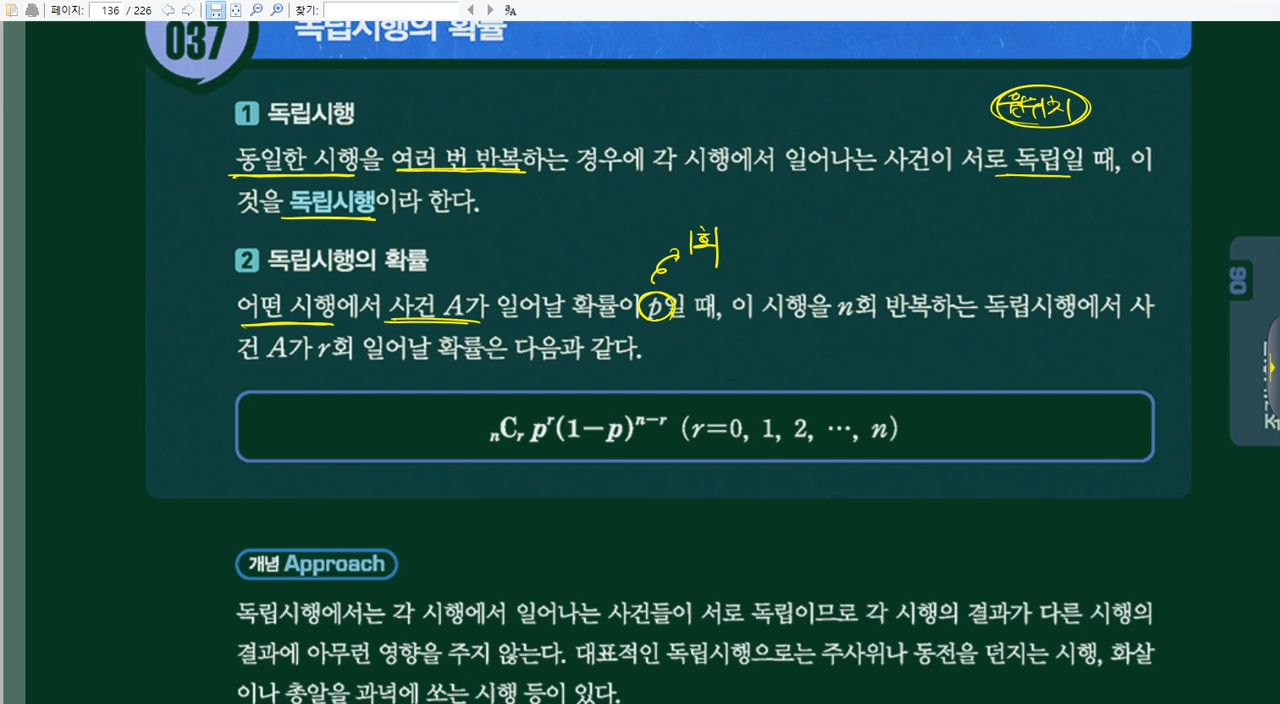 페이지: 136 / 226 찾기:
037 독립시행의 확률
1 독립시행
동일한 시행을 여러 번 반복하는 경우에 각 시행에서 일어나는 사건이 서로 독립일 때, 이
것을 독립시행이라 한다.
2 독립시행의 확률
1회
어떤 시행에서 사건 A가 일어날 확률이 p일 때, 이 시행을 n회 반복하는 독립시행에서 사
건 A가 r회 일어날 확률은 다음과 같다.
ₙCᵣ pʳ(1−p)ⁿ⁻ʳ (r=0, 1, 2, ⋯, n)
06
개념 Approach
독립시행에서는 각 시행에서 일어나는 사건들이 서로 독립이므로 각 시행의 결과가 다른 시행의
결과에 아무런 영향을 주지 않는다. 대표적인 독립시행으로는 주사위나 동전을 던지는 시행, 화살
이나 총알을 과녁에 쏘는 시행 등이 있다.